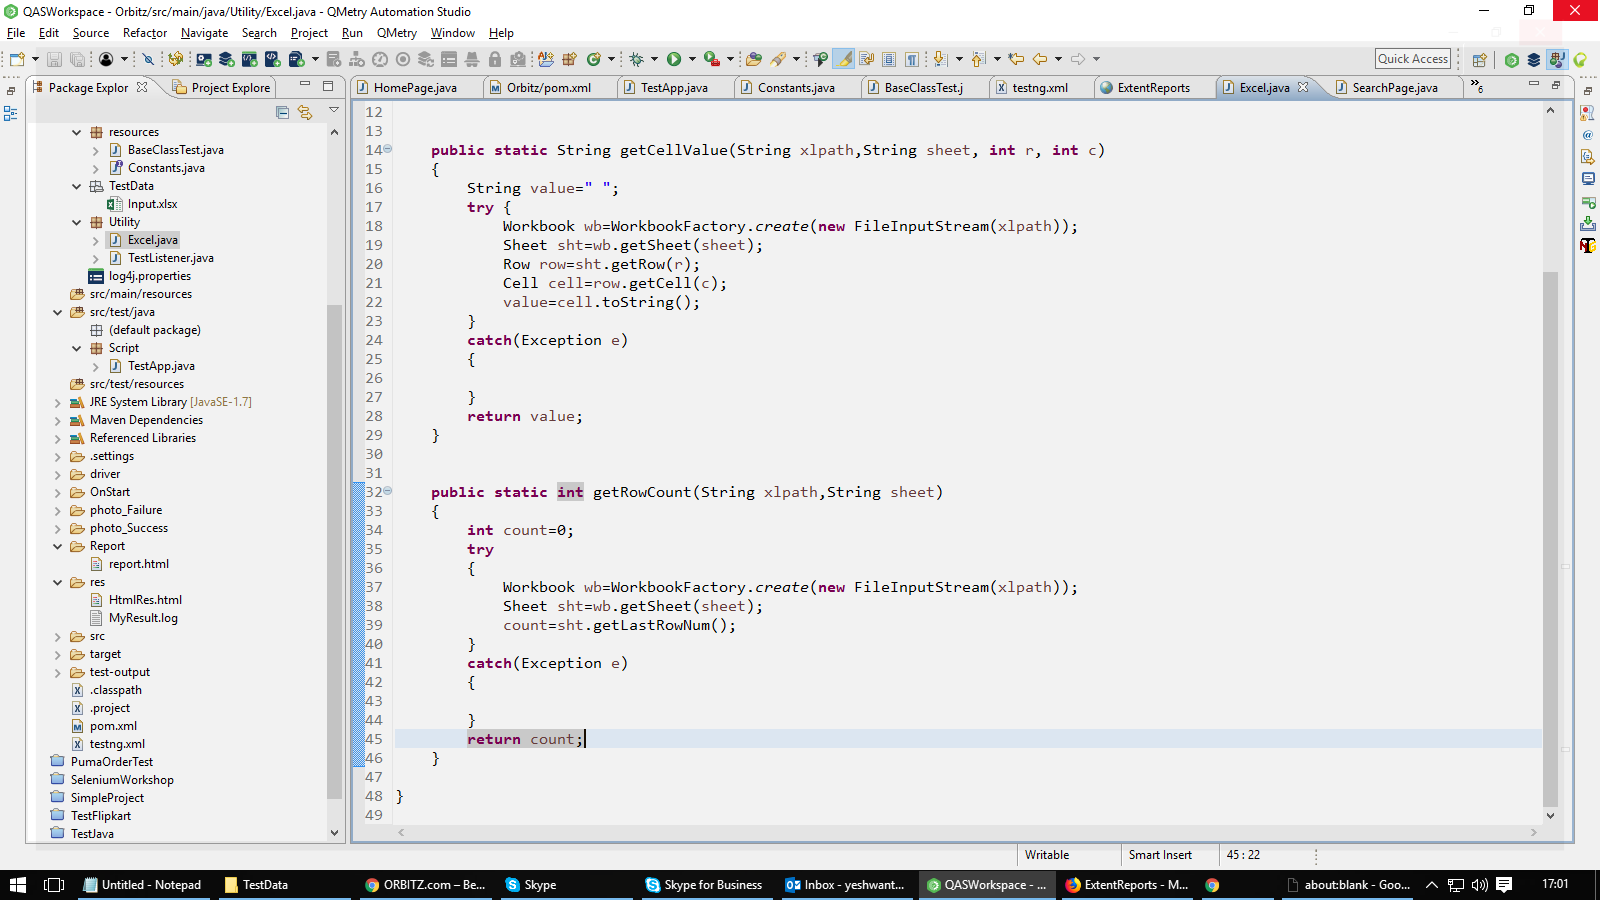 QASWorkspace - Orbitz/src/main/java/Utility/Excel.java - QMetry Automation Studio
File Edit Source Refactor Navigate Search Project Run QMetry Window Help
Quick Access
Package Explor
Project Explore
HomePage.java
Orbitz/pom.xml
TestApp.java
Constants.java
BaseClassTest.j
testng.xml
ExtentReports
Excel.java
SearchPage.java
»6
resources
BaseClassTest.java
Constants.java
TestData
Input.xlsx
Utility
Excel.java
TestListener.java
log4j.properties
src/main/resources
src/test/java
(default package)
Script
TestApp.java
src/test/resources
JRE System Library [JavaSE-1.7]
Maven Dependencies
Referenced Libraries
.settings
driver
OnStart
photo_Failure
photo_Success
Report
report.html
res
HtmlRes.html
MyResult.log
src
target
test-output
.classpath
.project
pom.xml
testng.xml
PumaOrderTest
SeleniumWorkshop
SimpleProject
TestFlipkart
TestJava
12
13
14 public static String getCellValue(String xlpath,String sheet, int r, int c)
15 {
16 String value=" ";
17 try {
18 Workbook wb=WorkbookFactory.create(new FileInputStream(xlpath));
19 Sheet sht=wb.getSheet(sheet);
20 Row row=sht.getRow(r);
21 Cell cell=row.getCell(c);
22 value=cell.toString();
23 }
24 catch(Exception e)
25 {
26
27 }
28 return value;
29 }
30
31
32 public static int getRowCount(String xlpath,String sheet)
33 {
34 int count=0;
35 try
36 {
37 Workbook wb=WorkbookFactory.create(new FileInputStream(xlpath));
38 Sheet sht=wb.getSheet(sheet);
39 count=sht.getLastRowNum();
40 }
41 catch(Exception e)
42 {
43
44 }
45 return count;
46 }
47
48 }
49
Writable Smart Insert 45 : 22
Untitled - Notepad TestData ORBITZ.com – Be... Skype Skype for Business Inbox - yeshwant... QASWorkspace - ... ExtentReports - M... about:blank - Goo... 17:01